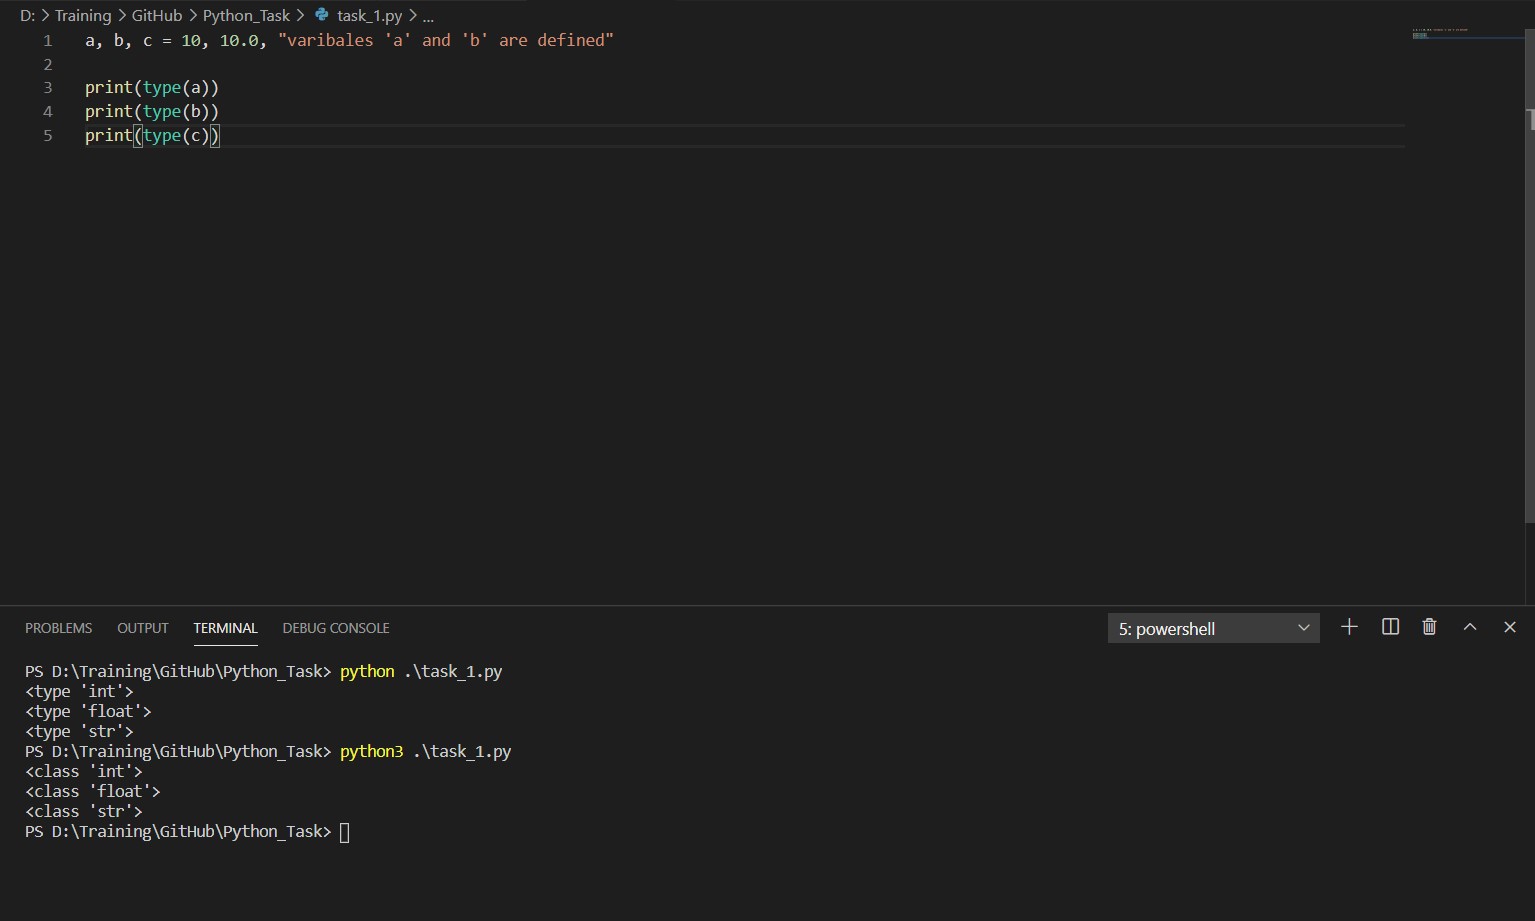 D: > Training > GitHub > Python_Task > task_1.py > ...
1 a, b, c = 10, 10.0, "varibales 'a' and 'b' are defined"
2
3 print(type(a))
4 print(type(b))
5 print(type(c))
PROBLEMS OUTPUT TERMINAL DEBUG CONSOLE 5: powershell
PS D:\Training\GitHub\Python_Task> python .\task_1.py
<type 'int'>
<type 'float'>
<type 'str'>
PS D:\Training\GitHub\Python_Task> python3 .\task_1.py
<class 'int'>
<class 'float'>
<class 'str'>
PS D:\Training\GitHub\Python_Task>